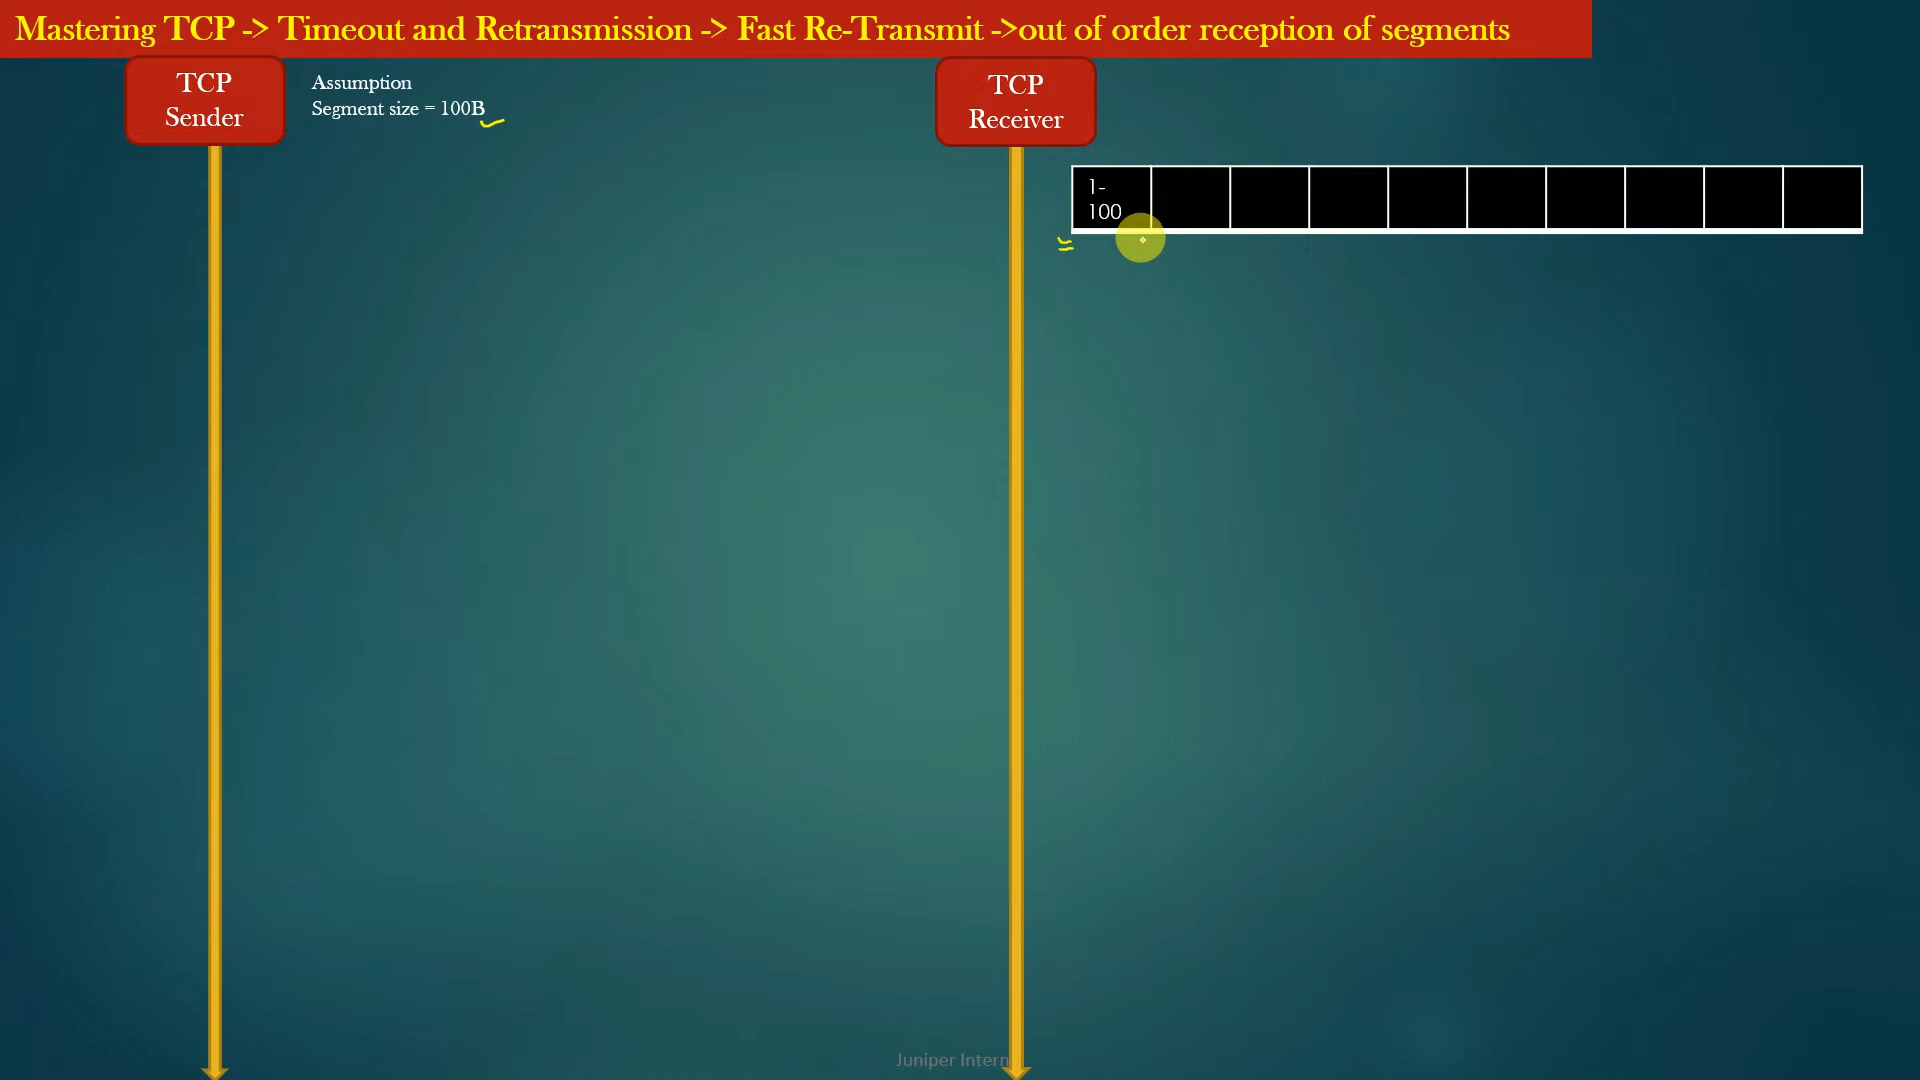 Mastering TCP -> Timeout and Retransmission -> Fast Re-Transmit ->out of order reception of segments
TCP
Sender
Assumption
Segment size = 100B
TCP
Receiver
1-
100
Juniper Intern